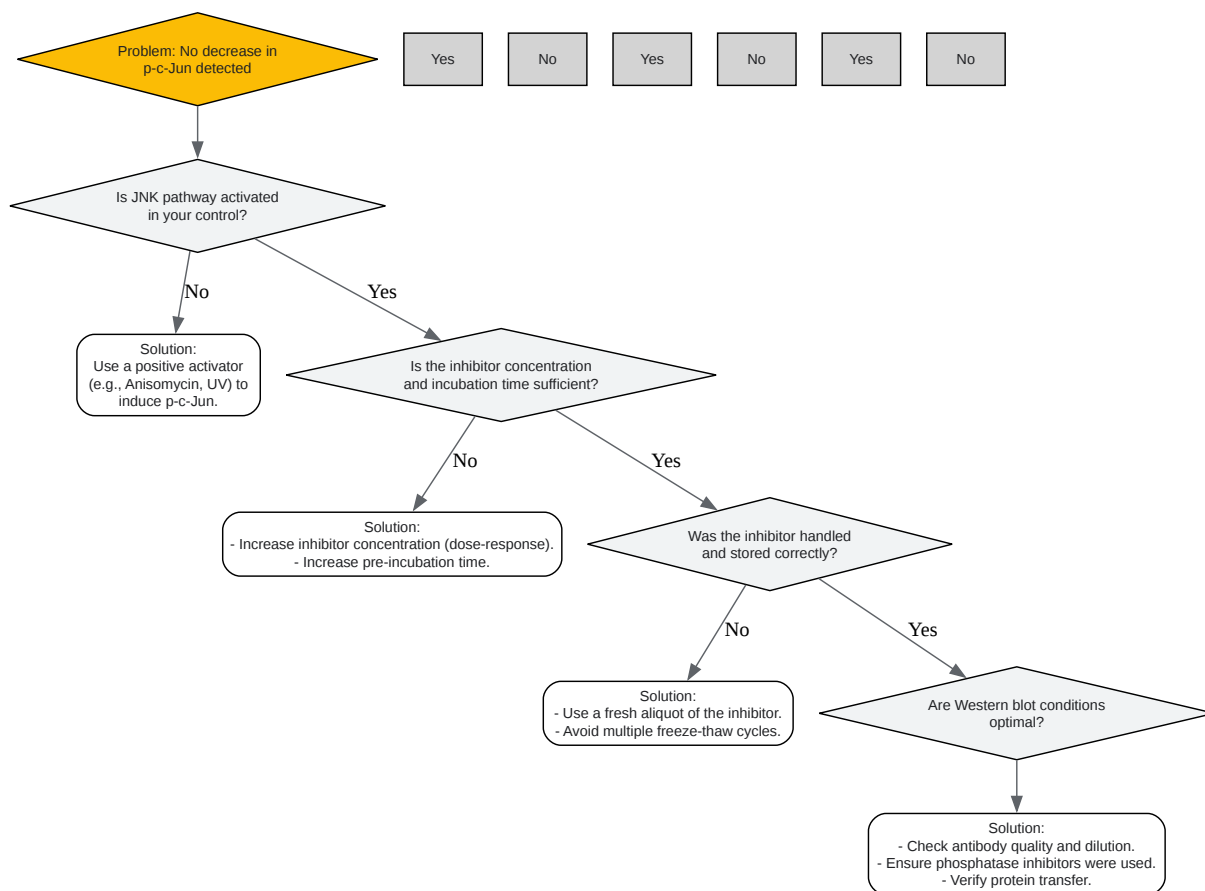 Problem: No decrease in
p-c-Jun detected
Yes
No
Yes
No
Yes
No
Is JNK pathway activated
in your control?
No
Yes
Solution:
Use a positive activator
(e.g., Anisomycin, UV) to
induce p-c-Jun.
Is the inhibitor concentration
and incubation time sufficient?
No
Yes
Solution:
- Increase inhibitor concentration (dose-response).
- Increase pre-incubation time.
Was the inhibitor handled
and stored correctly?
No
Yes
Solution:
- Use a fresh aliquot of the inhibitor.
- Avoid multiple freeze-thaw cycles.
Are Western blot conditions
optimal?
Solution:
- Check antibody quality and dilution.
- Ensure phosphatase inhibitors were used.
- Verify protein transfer.